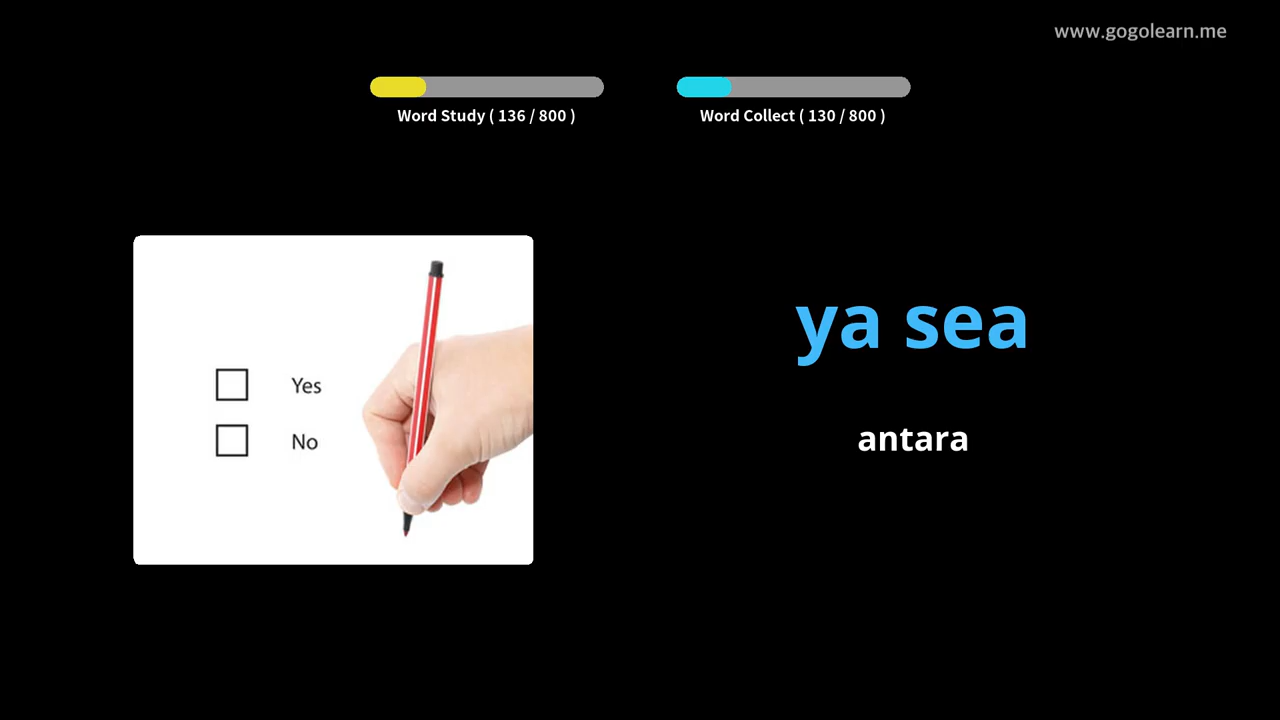 www.gogolearn.me
Word Study ( 136 / 800 )
Word Collect ( 130 / 800 )
Yes
No
ya sea
antara